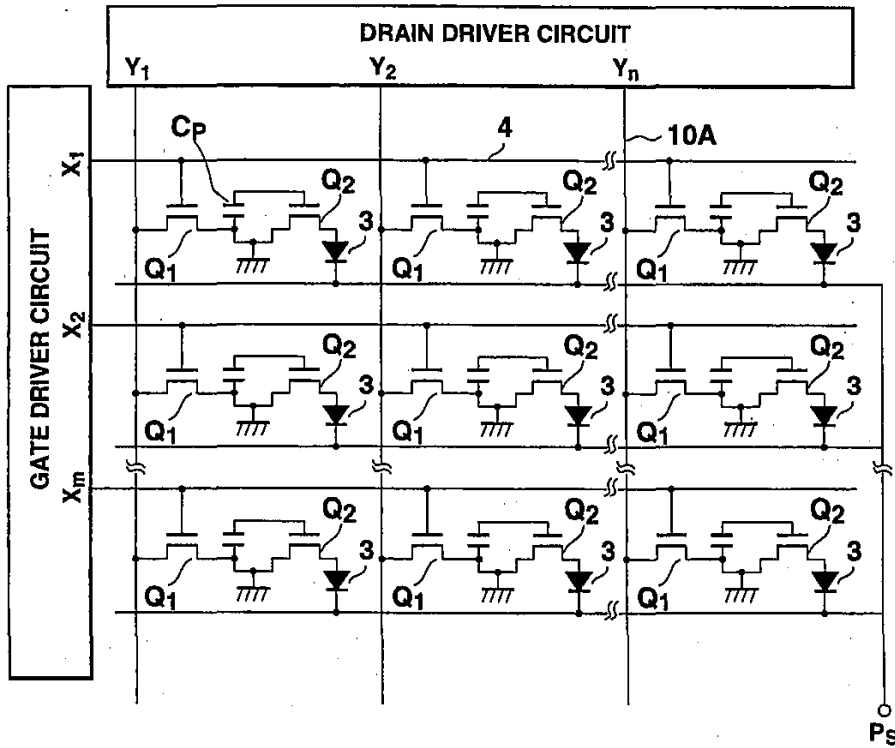 DRAIN DRIVER CIRCUIT
Y1 Y2 Yn
GATE DRIVER CIRCUIT
CP 4 10A
X1
Q2 Q2 Q2
3 3 3
Q1 Q1 Q1
X2
Q2 Q2 Q2
3 3 3
Q1 Q1 Q1
Xm
Q2 Q2 Q2
3 3 3
Q1 Q1 Q1
PS